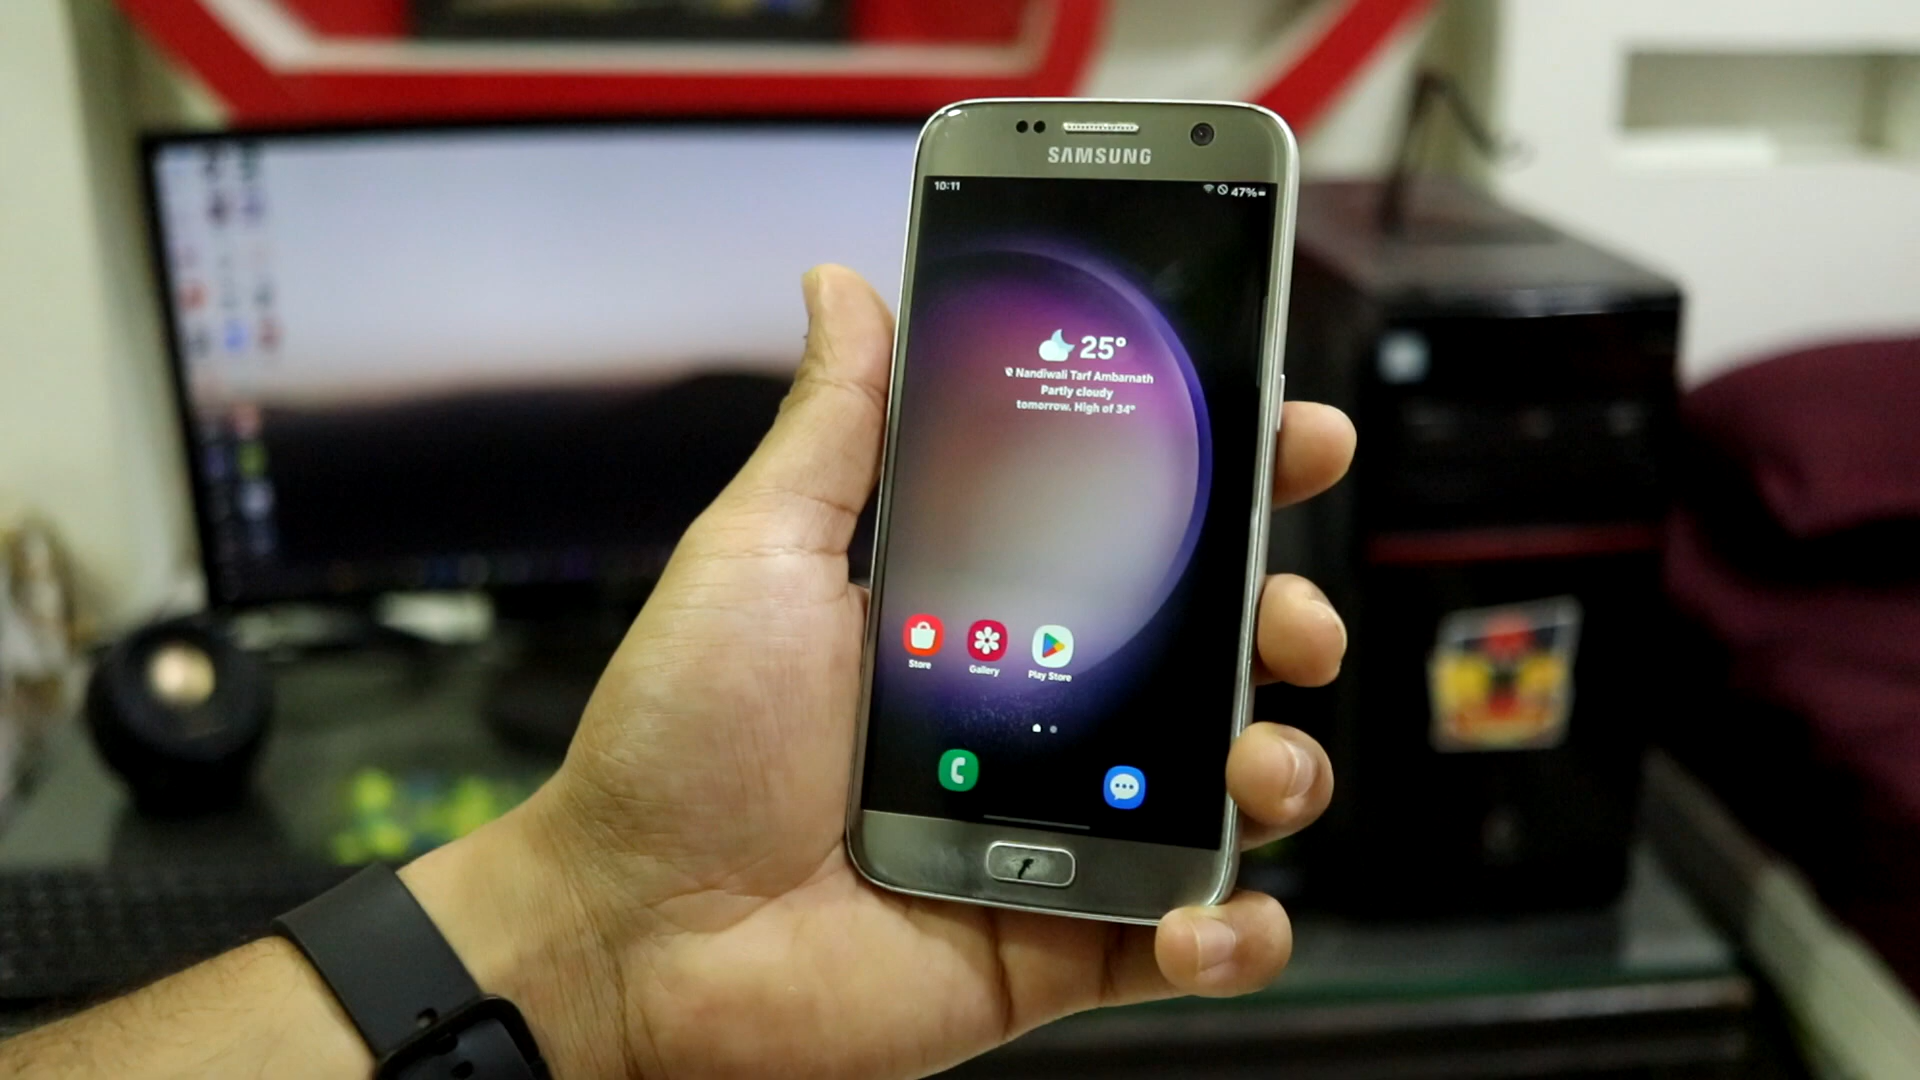 SAMSUNG
10:11
47%
25°
Nandiwali Tarf Ambarnath
Partly cloudy
tomorrow. High of 34°
Store
Gallery
Play Store